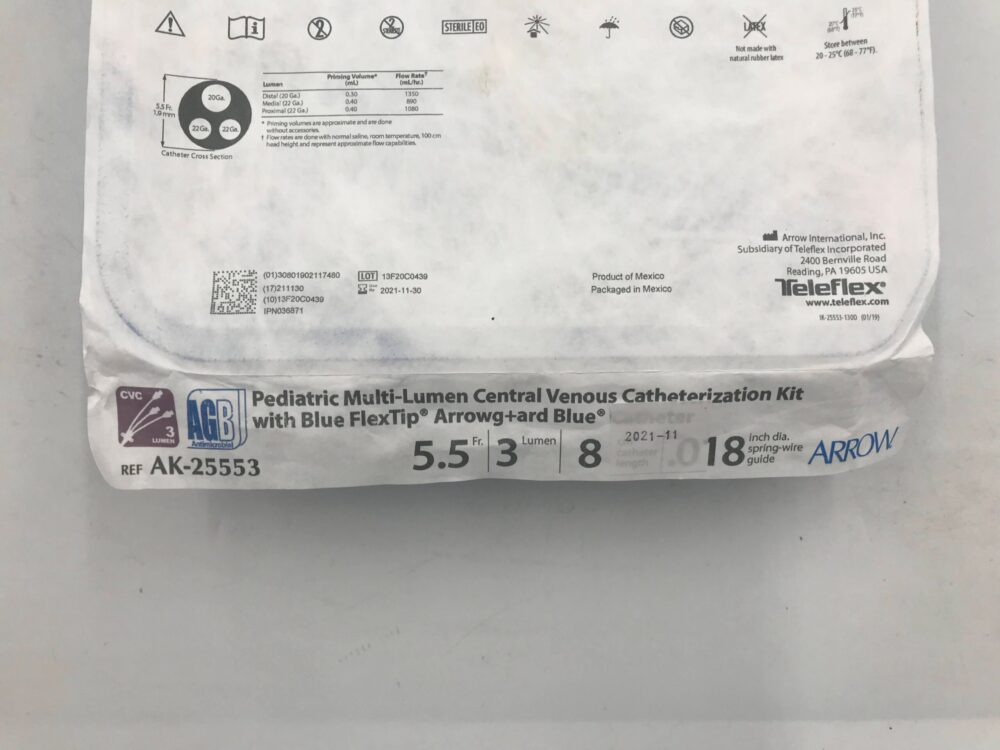 STERILE EO
LATEX
Not made with
natural rubber latex
Store between
20 - 25°C (68 - 77°F).
5.5 Fr.
1.9 mm
20Ga.
22Ga.
22Ga.
Catheter Cross Section
Lumen Priming Volume* (mL) Flow Rate† (mL/hr.)
Distal (20 Ga.) 0.30 1350
Medial (22 Ga.) 0.40 890
Proximal (22 Ga.) 0.40 1080
* Priming volumes are approximate and are done
without accessories.
† Flow rates are done with normal saline, room temperature, 100 cm
head height and represent approximate flow capabilities.
Arrow International, Inc.
Subsidiary of Teleflex Incorporated
2400 Bernville Road
Reading, PA 19605 USA
Teleflex®
www.teleflex.com
K-25553-130D (01/19)
(01)30801902117480
(17)211130
(10)13F20C0439
IPN036871
LOT 13F20C0439
2021-11-30
Product of Mexico
Packaged in Mexico
CVC
3
LUMEN
AGB
Antimicrobial
Pediatric Multi-Lumen Central Venous Catheterization Kit
with Blue FlexTip® Arrowg+ard Blue® Catheter
REF AK-25553
5.5 Fr. 3 Lumen 8 catheter length 2021-11 .018 inch dia. spring-wire guide
ARROW